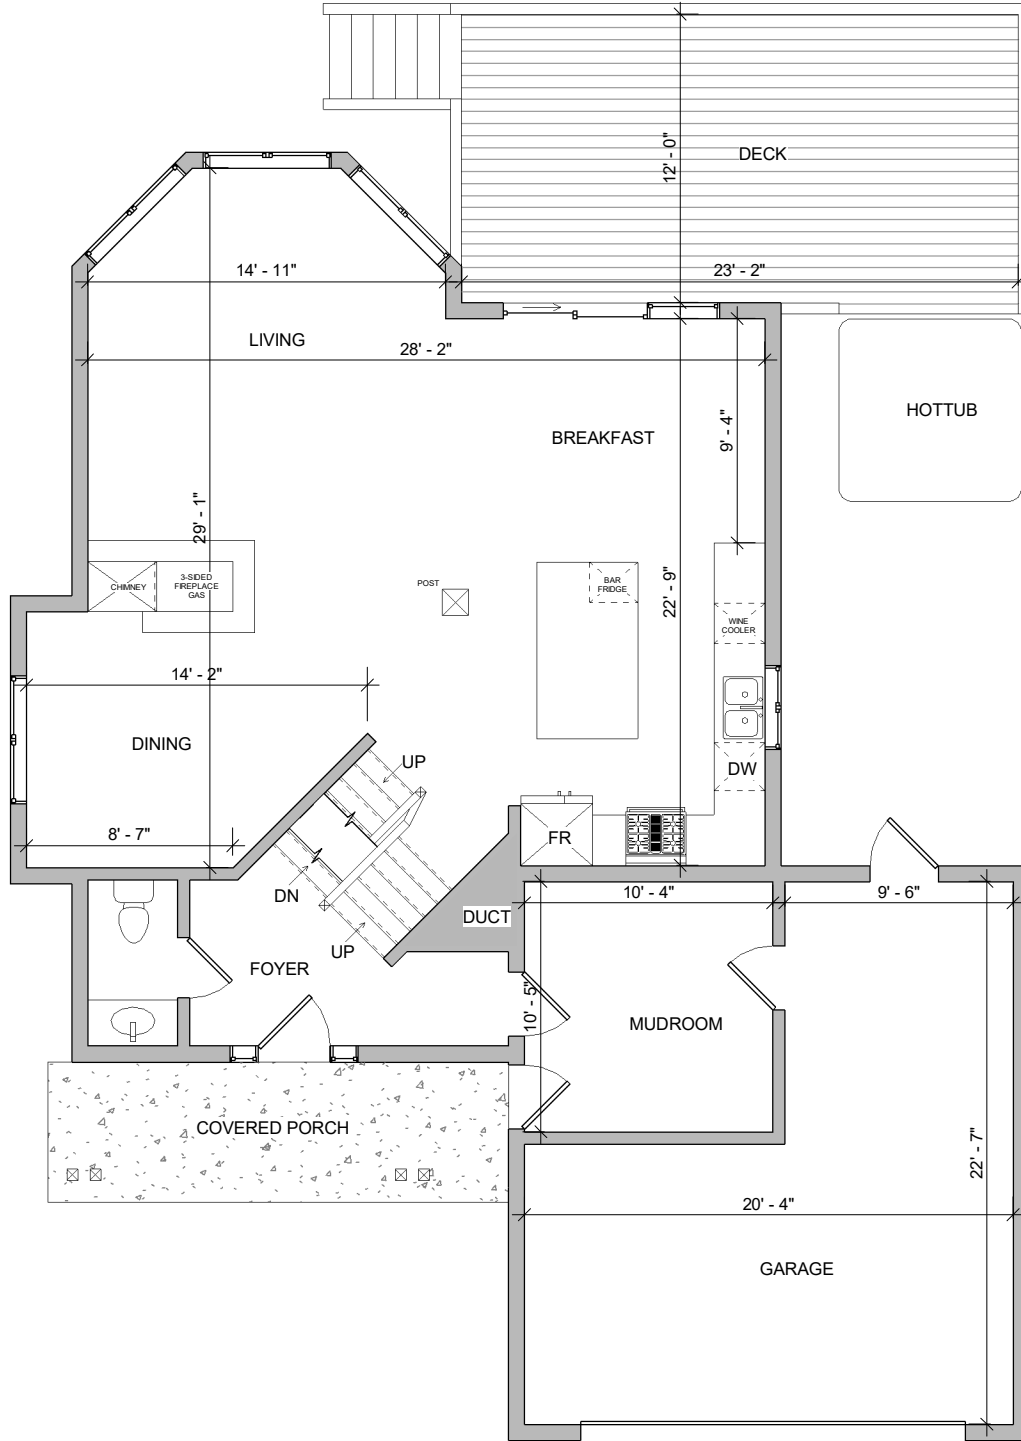 12' - 0"
DECK
14' - 11"
23' - 2"
LIVING
28' - 2"
HOTTUB
BREAKFAST
9' - 4"
29' - 1"
CHIMNEY
3-SIDED
FIREPLACE
GAS
POST
BAR
FRIDGE
22' - 9"
WINE
COOLER
14' - 2"
DINING
UP
DW
8' - 7"
FR
DN
10' - 4"
9' - 6"
DUCT
UP
FOYER
10' - 5"
MUDROOM
COVERED PORCH
22' - 7"
20' - 4"
GARAGE